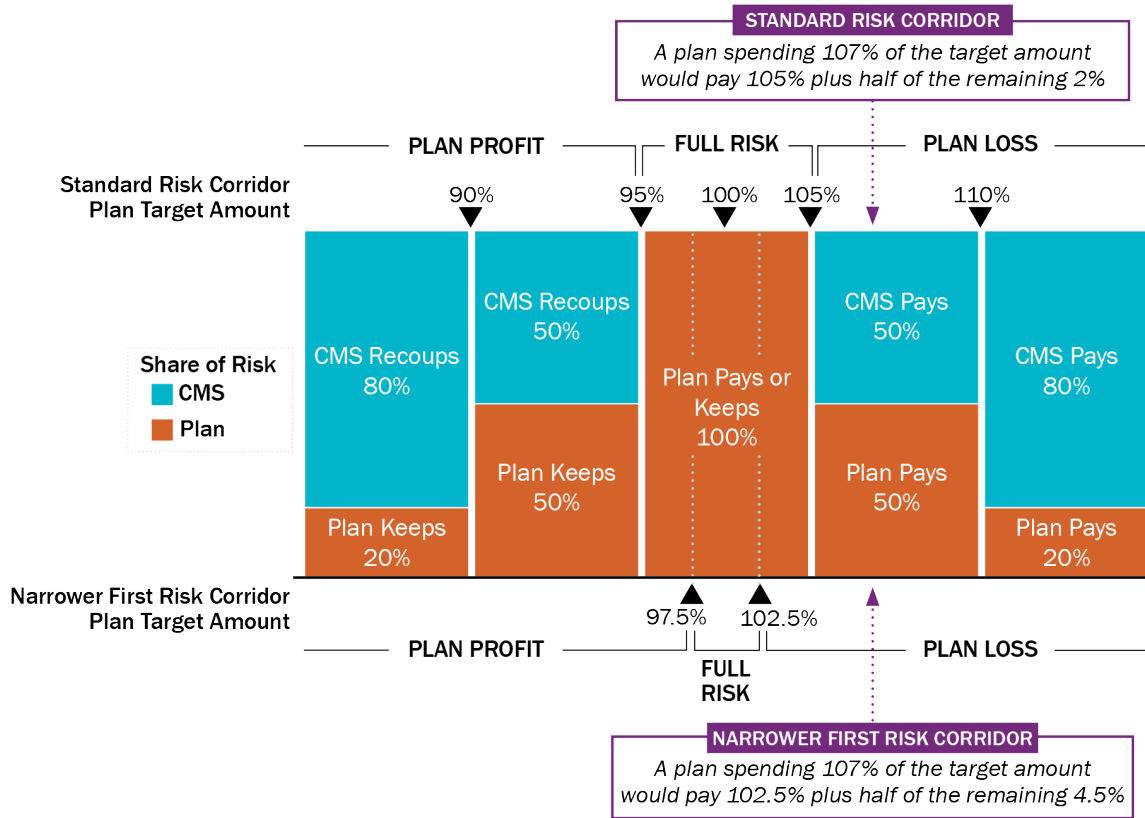 STANDARD RISK CORRIDOR
A plan spending 107% of the target amount
would pay 105% plus half of the remaining 2%
PLAN PROFIT
FULL RISK
PLAN LOSS
Standard Risk Corridor
Plan Target Amount
90%
95%
100%
105%
110%
CMS Recoups
80%
Plan Keeps
20%
CMS Recoups
50%
Plan Keeps
50%
Plan Pays or
Keeps
100%
CMS Pays
50%
Plan Pays
50%
CMS Pays
80%
Plan Pays
20%
Share of Risk
CMS
Plan
Narrower First Risk Corridor
Plan Target Amount
97.5%
102.5%
PLAN PROFIT
FULL
RISK
PLAN LOSS
NARROWER FIRST RISK CORRIDOR
A plan spending 107% of the target amount
would pay 102.5% plus half of the remaining 4.5%